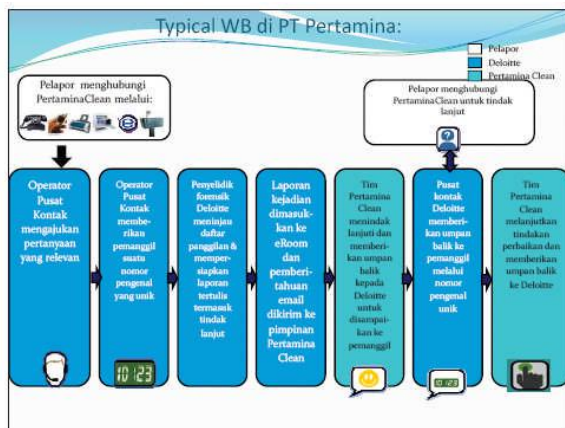 Typical WB di PT Pertamina:
Pelapor
Deloitte
Pertamina Clean
Pelapor menghubungi
PertaminaClean melalui:
Pelapor menghubungi
PertaminaClean untuk tindak
lanjut
Operator
Pusat
Kontak
mengajukan
pertanyaan
yang relevan
Operator
Pusat
Kontak
membe-
rikan
pemanggil
suatu
nomor
pengenal
yang unik
Penyelidik
forensik
Deloitte
meninjau
daftar
panggilan &
memper-
siapkan
laporan
tertulis
termasuk
tindak
lanjut
Laporan
kejadian
dimasuk-
kan ke
eRoom
dan
pemberi-
tahuan
email
dikirim ke
pimpinan
Pertamina
Clean
Tim
Pertamina
Clean
menindak
lanjuti dan
memberi-
kan umpan
balik
kepada
Deloitte
untuk
disampai-
kan ke
pemanggil
Pusat
kontak
Deloitte
memberi-
kan umpan
balik ke
pemanggil
melalui
nomor
pengenal
unik
Tim
Pertamina
Clean
melanjutkan
tindakan
perbaikan dan
memberikan
umpan balik
ke Deloitte
10123
10123